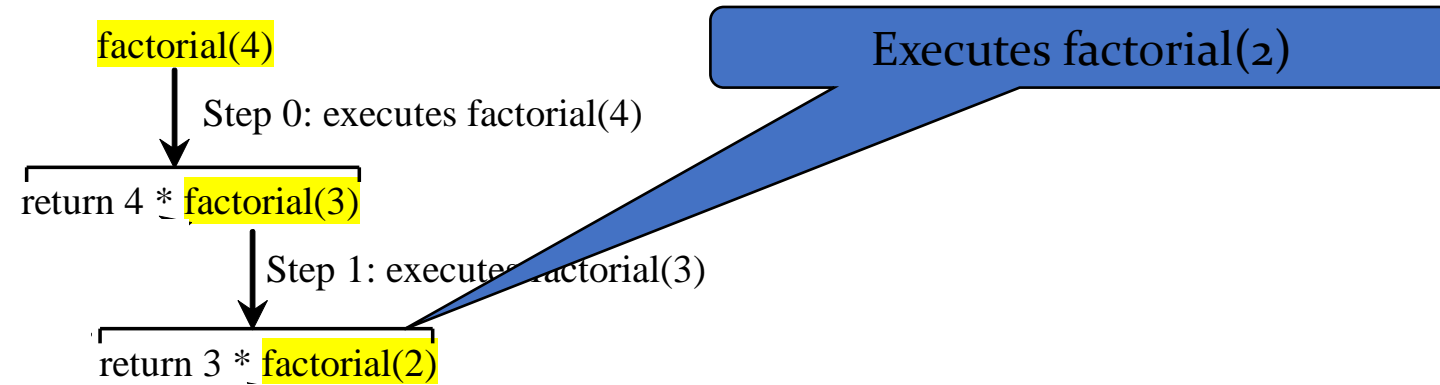 factorial(4)
Executes factorial(2)
Step 0: executes factorial(4)
return 4 * factorial(3)
Step 1: executes factorial(3)
return 3 * factorial(2)